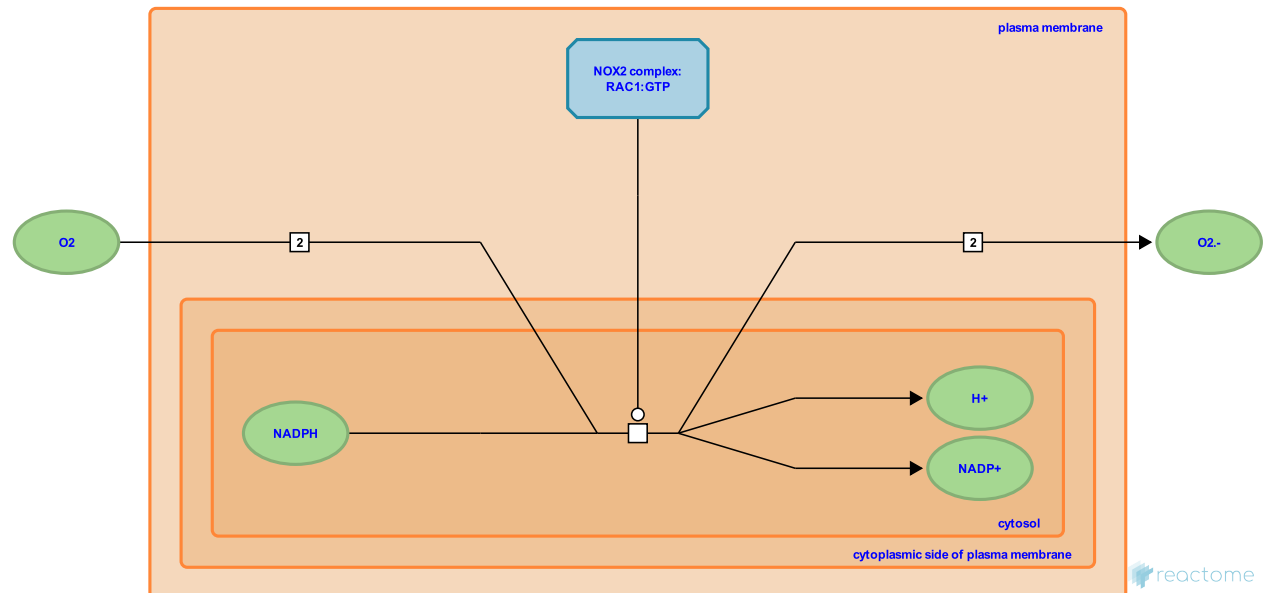 plasma membrane
NOX2 complex:
RAC1:GTP
O2
2
2
O2.-
NADPH
H+
NADP+
cytosol
cytoplasmic side of plasma membrane
reactome